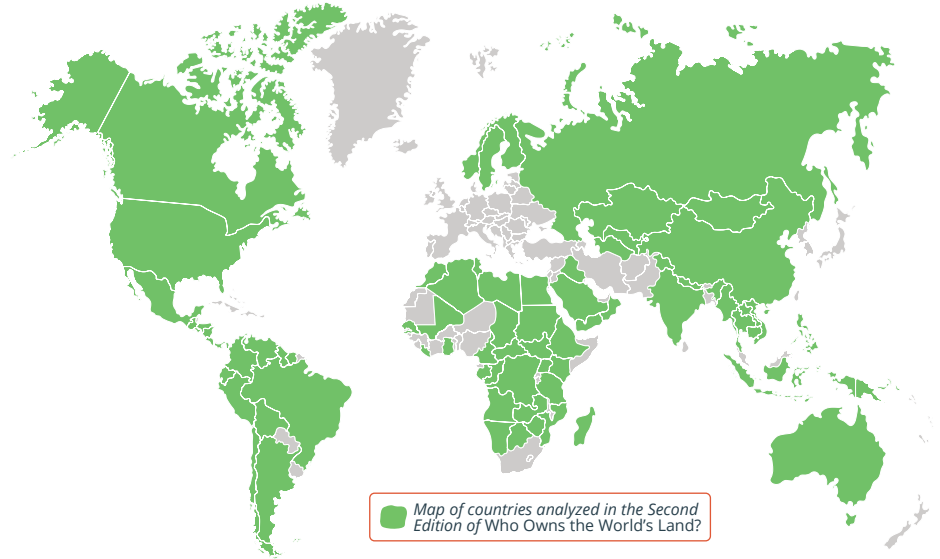 Map of countries analyzed in the Second
Edition of Who Owns the World's Land?